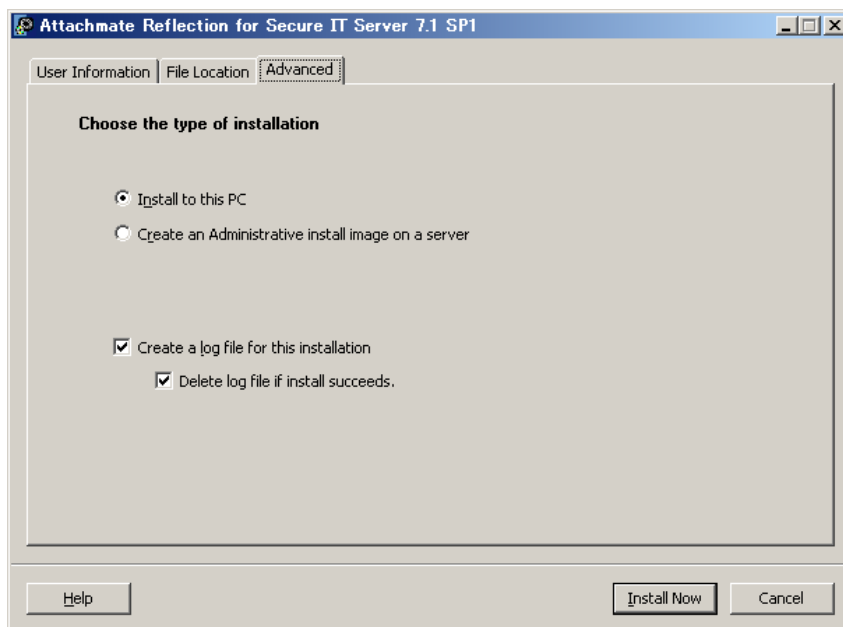 Attachmate Reflection for Secure IT Server 7.1 SP1
User Information File Location Advanced
Choose the type of installation
Install to this PC
Create an Administrative install image on a server
Create a log file for this installation
Delete log file if install succeeds.
Help Install Now Cancel